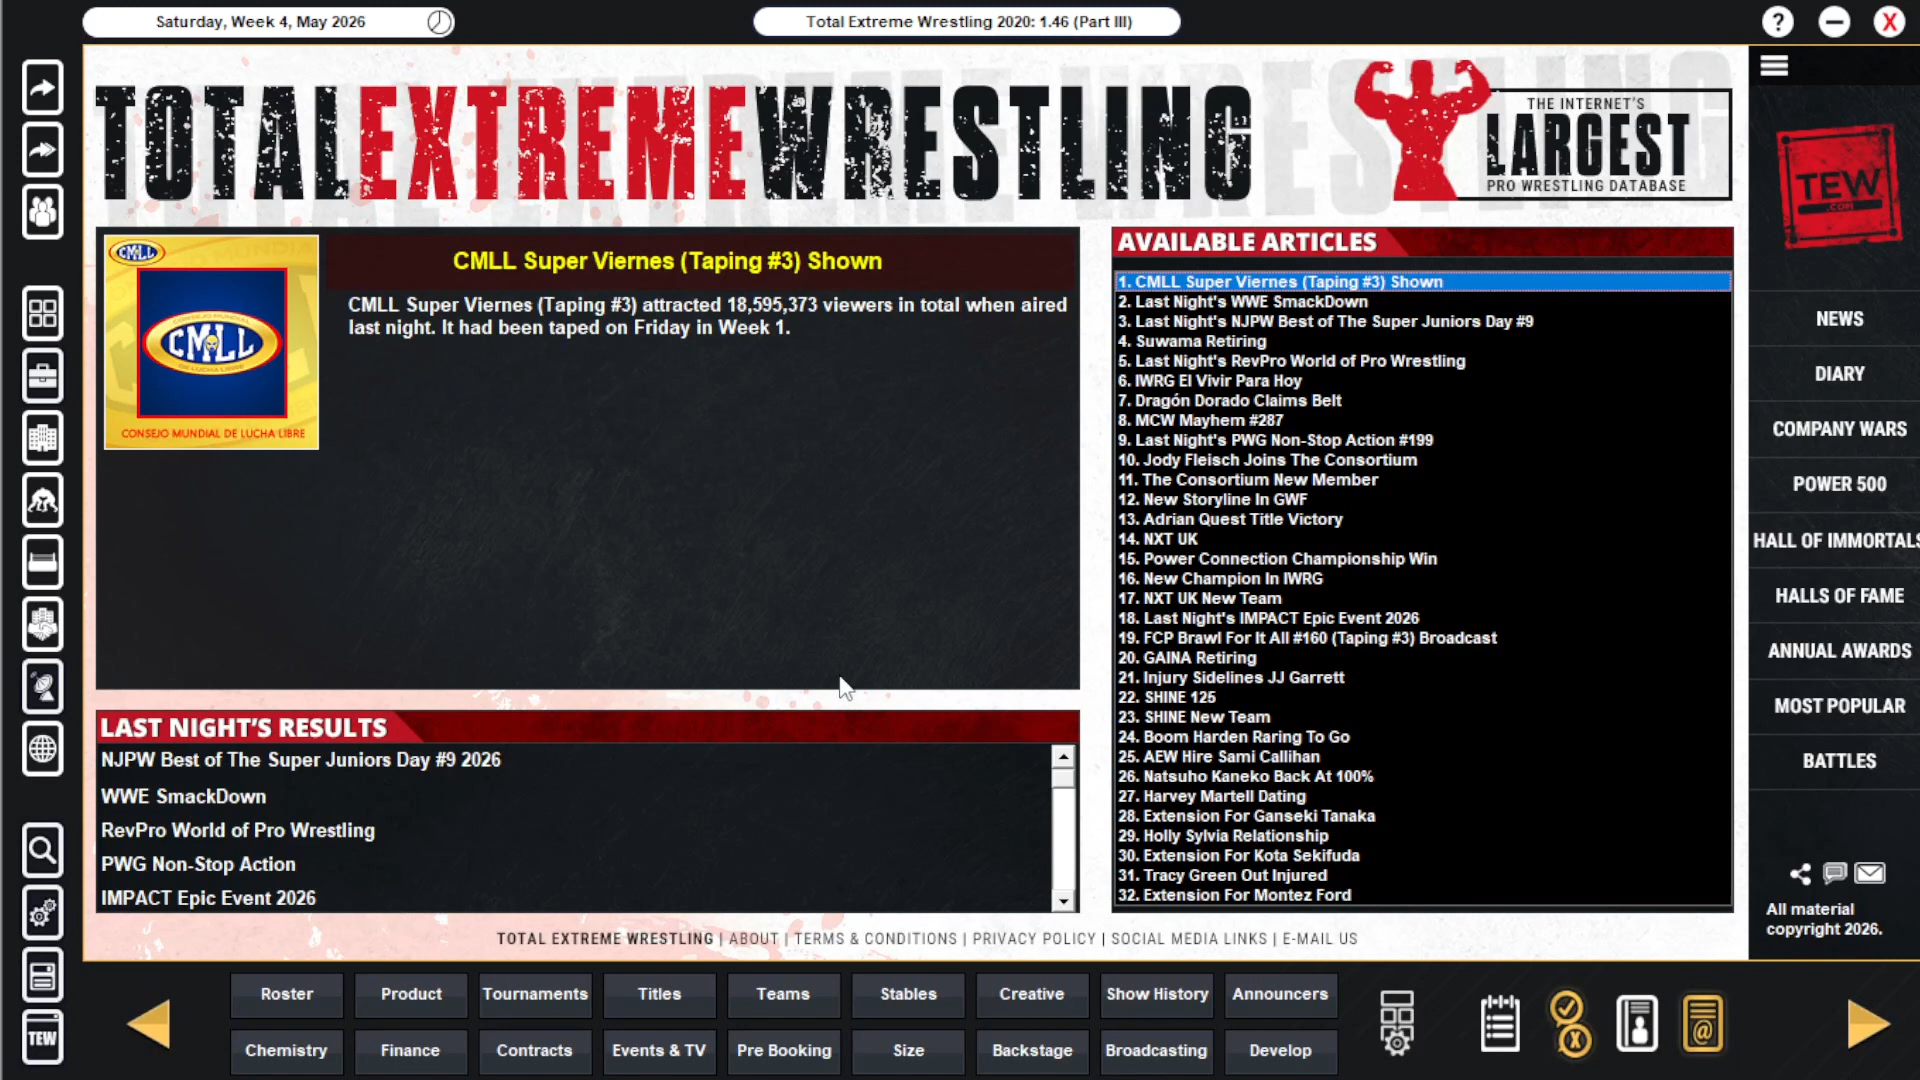 Saturday, Week 4, May 2026
Total Extreme Wrestling 2020: 1.46 (Part III)
?
X
TOTALEXTREMEWRESTLING
THE INTERNET'S
LARGEST
PRO WRESTLING DATABASE
TEW
.COM
CMLL
CMLL
CONSEJO MUNDIAL
DE LUCHA LIBRE
CONSEJO MUNDIAL DE LUCHA LIBRE
CMLL Super Viernes (Taping #3) Shown
CMLL Super Viernes (Taping #3) attracted 18,595,373 viewers in total when aired
last night. It had been taped on Friday in Week 1.
AVAILABLE ARTICLES
1. CMLL Super Viernes (Taping #3) Shown
2. Last Night's WWE SmackDown
3. Last Night's NJPW Best of The Super Juniors Day #9
4. Suwama Retiring
5. Last Night's RevPro World of Pro Wrestling
6. IWRG El Vivir Para Hoy
7. Dragón Dorado Claims Belt
8. MCW Mayhem #287
9. Last Night's PWG Non-Stop Action #199
10. Jody Fleisch Joins The Consortium
11. The Consortium New Member
12. New Storyline In GWF
13. Adrian Quest Title Victory
14. NXT UK
15. Power Connection Championship Win
16. New Champion In IWRG
17. NXT UK New Team
18. Last Night's IMPACT Epic Event 2026
19. FCP Brawl For It All #160 (Taping #3) Broadcast
20. GAINA Retiring
21. Injury Sidelines JJ Garrett
22. SHINE 125
23. SHINE New Team
24. Boom Harden Raring To Go
25. AEW Hire Sami Callihan
26. Natsuho Kaneko Back At 100%
27. Harvey Martell Dating
28. Extension For Ganseki Tanaka
29. Holly Sylvia Relationship
30. Extension For Kota Sekifuda
31. Tracy Green Out Injured
32. Extension For Montez Ford
NEWS
DIARY
COMPANY WARS
POWER 500
HALL OF IMMORTALS
HALLS OF FAME
ANNUAL AWARDS
MOST POPULAR
BATTLES
All material
copyright 2026.
LAST NIGHT'S RESULTS
NJPW Best of The Super Juniors Day #9 2026
WWE SmackDown
RevPro World of Pro Wrestling
PWG Non-Stop Action
IMPACT Epic Event 2026
TOTAL EXTREME WRESTLING | ABOUT | TERMS & CONDITIONS | PRIVACY POLICY | SOCIAL MEDIA LINKS | E-MAIL US
TEW
Roster
Product
Tournaments
Titles
Teams
Stables
Creative
Show History
Announcers
Chemistry
Finance
Contracts
Events & TV
Pre Booking
Size
Backstage
Broadcasting
Develop
X
@